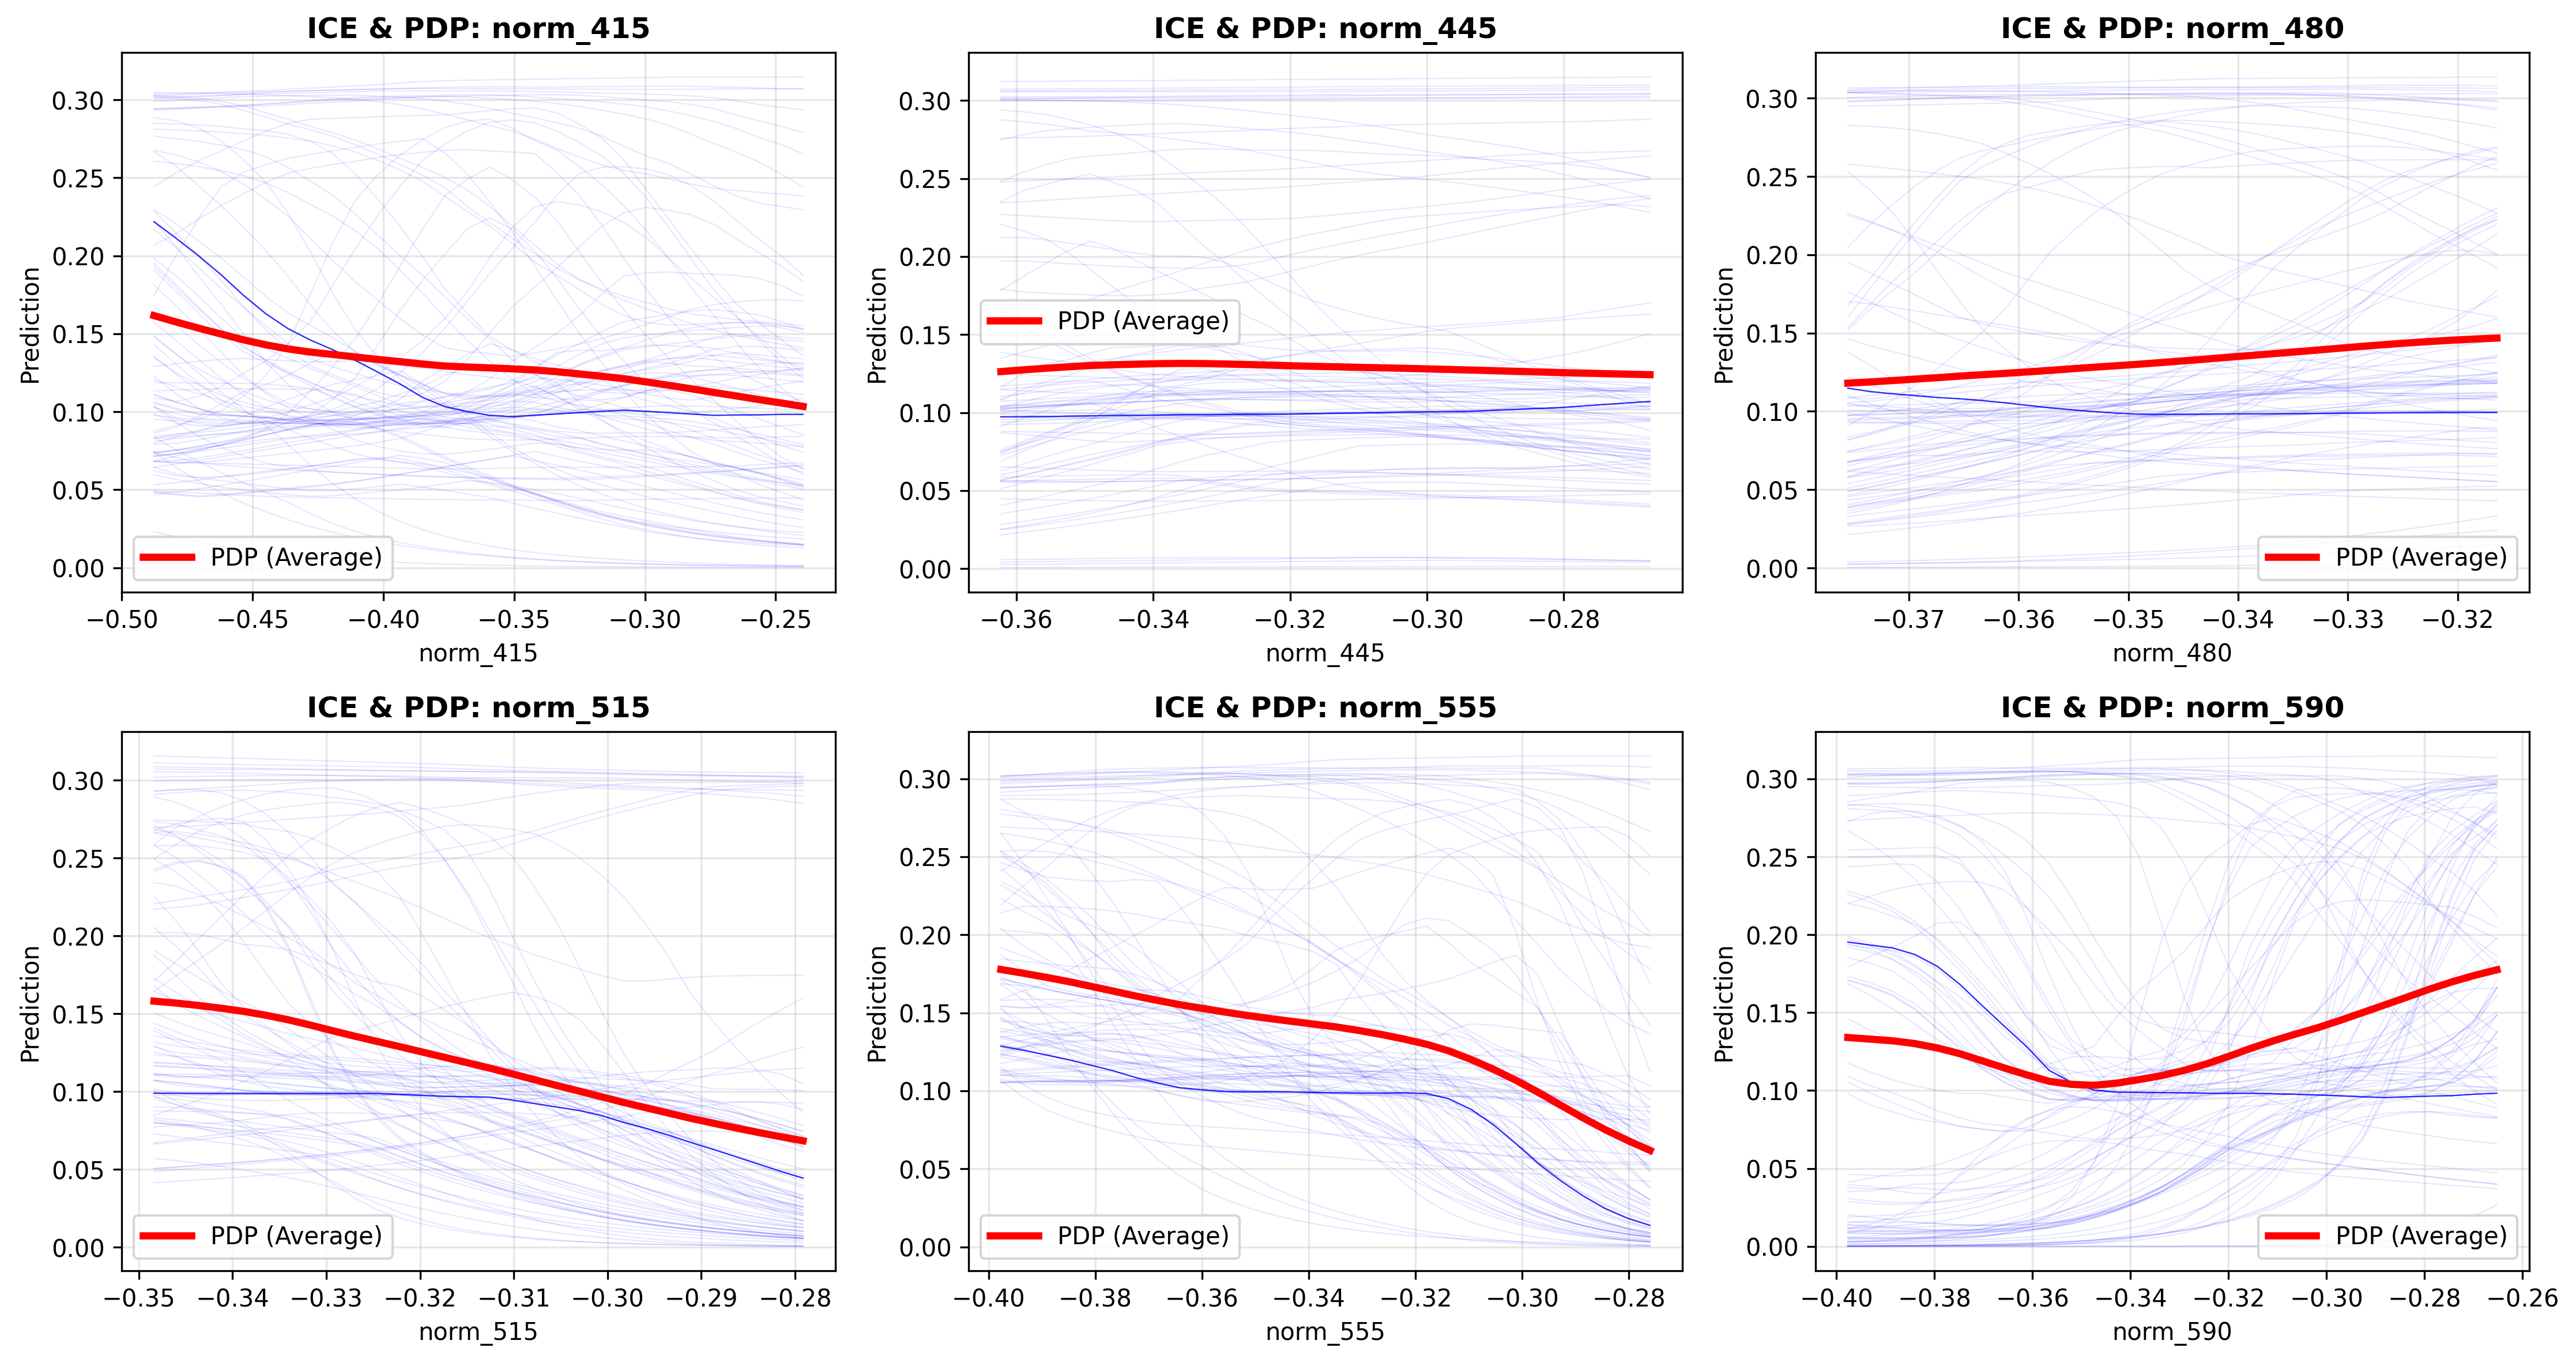 ICE & PDP: norm_415
Prediction
0.30
0.25
0.20
0.15
0.10
0.05
0.00
PDP (Average)
−0.50 −0.45 −0.40 −0.35 −0.30 −0.25
norm_415
ICE & PDP: norm_445
Prediction
0.30
0.25
0.20
0.15
0.10
0.05
0.00
PDP (Average)
−0.36 −0.34 −0.32 −0.30 −0.28
norm_445
ICE & PDP: norm_480
Prediction
0.30
0.25
0.20
0.15
0.10
0.05
0.00
PDP (Average)
−0.37 −0.36 −0.35 −0.34 −0.33 −0.32
norm_480
ICE & PDP: norm_515
Prediction
0.30
0.25
0.20
0.15
0.10
0.05
0.00
PDP (Average)
−0.35 −0.34 −0.33 −0.32 −0.31 −0.30 −0.29 −0.28
norm_515
ICE & PDP: norm_555
Prediction
0.30
0.25
0.20
0.15
0.10
0.05
0.00
PDP (Average)
−0.40 −0.38 −0.36 −0.34 −0.32 −0.30 −0.28
norm_555
ICE & PDP: norm_590
Prediction
0.30
0.25
0.20
0.15
0.10
0.05
0.00
PDP (Average)
−0.40 −0.38 −0.36 −0.34 −0.32 −0.30 −0.28 −0.26
norm_590